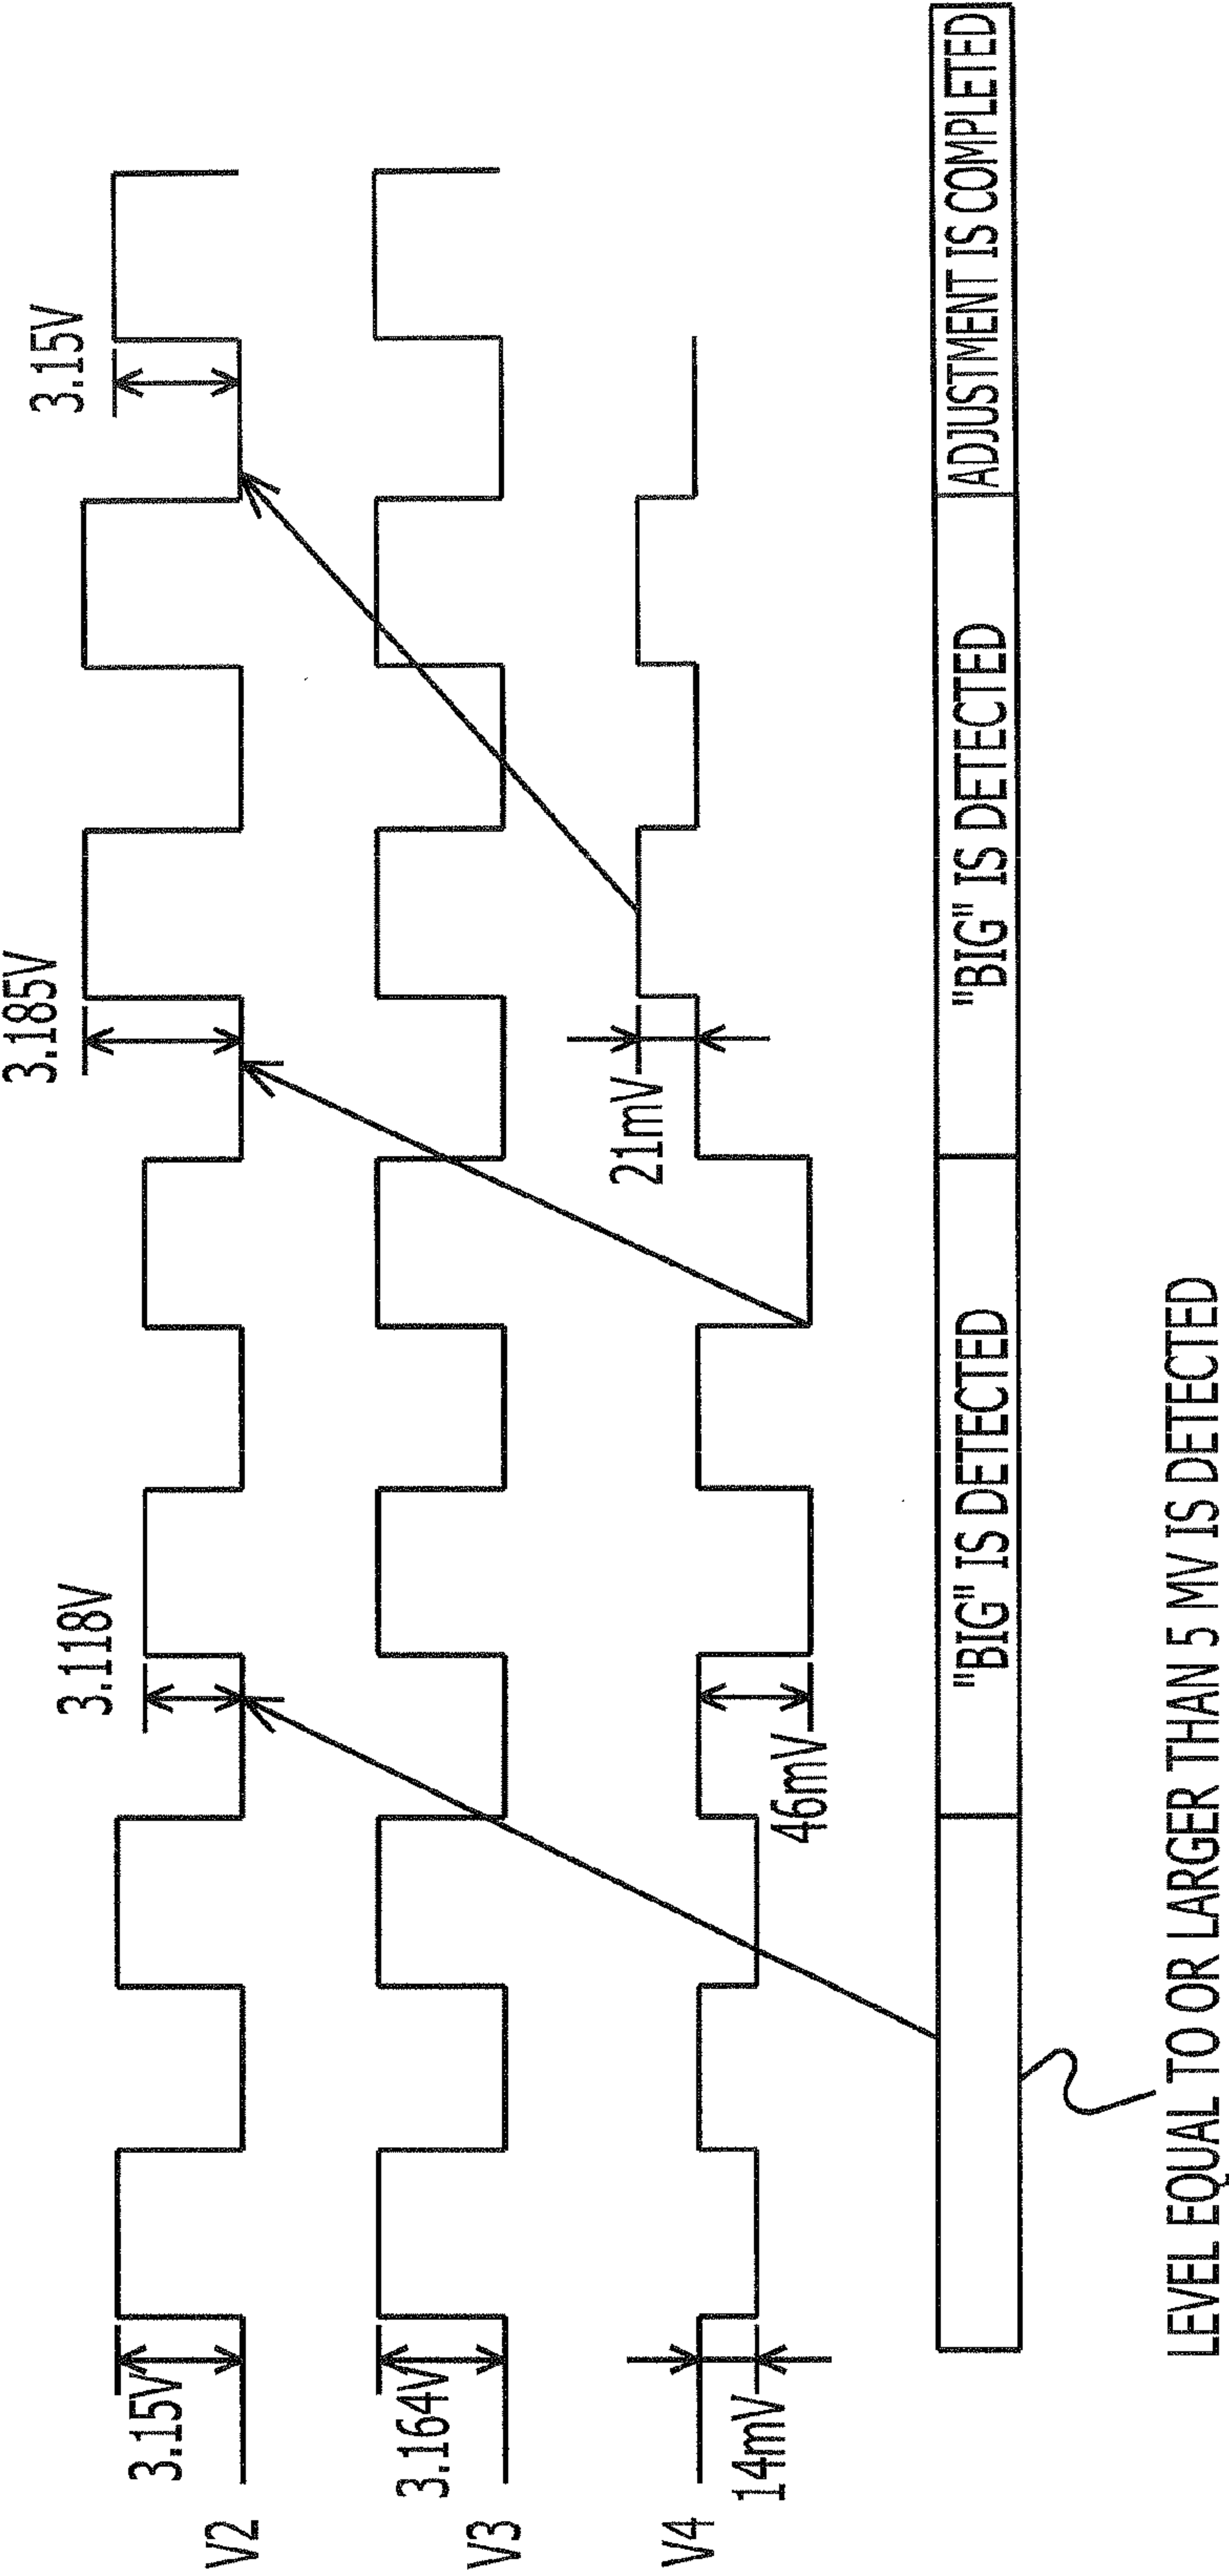 3.15V
3.118V
3.185V
3.15V
V2
3.164V
V3
14mV
46mV
21mV
V4
"BIG" IS DETECTED
"BIG" IS DETECTED
ADJUSTMENT IS COMPLETED
LEVEL EQUAL TO OR LARGER THAN 5 MV IS DETECTED